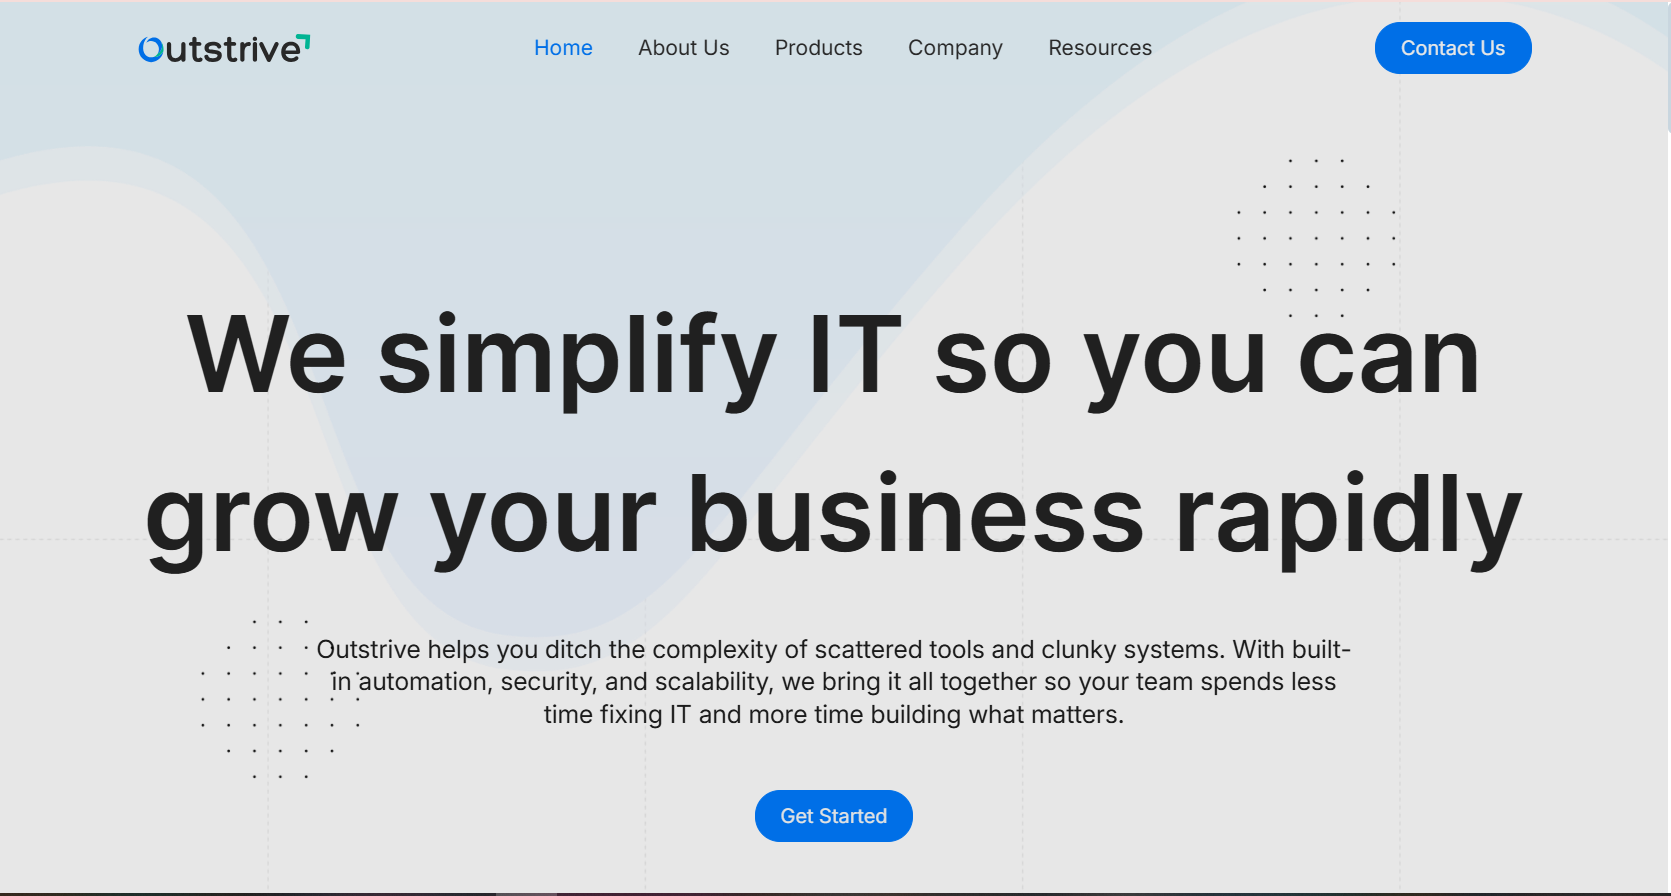 Outstrive
Home
About Us
Products
Company
Resources
Contact Us
We simplify IT so you can
grow your business rapidly
Outstrive helps you ditch the complexity of scattered tools and clunky systems. With built-
in automation, security, and scalability, we bring it all together so your team spends less
time fixing IT and more time building what matters.
Get Started